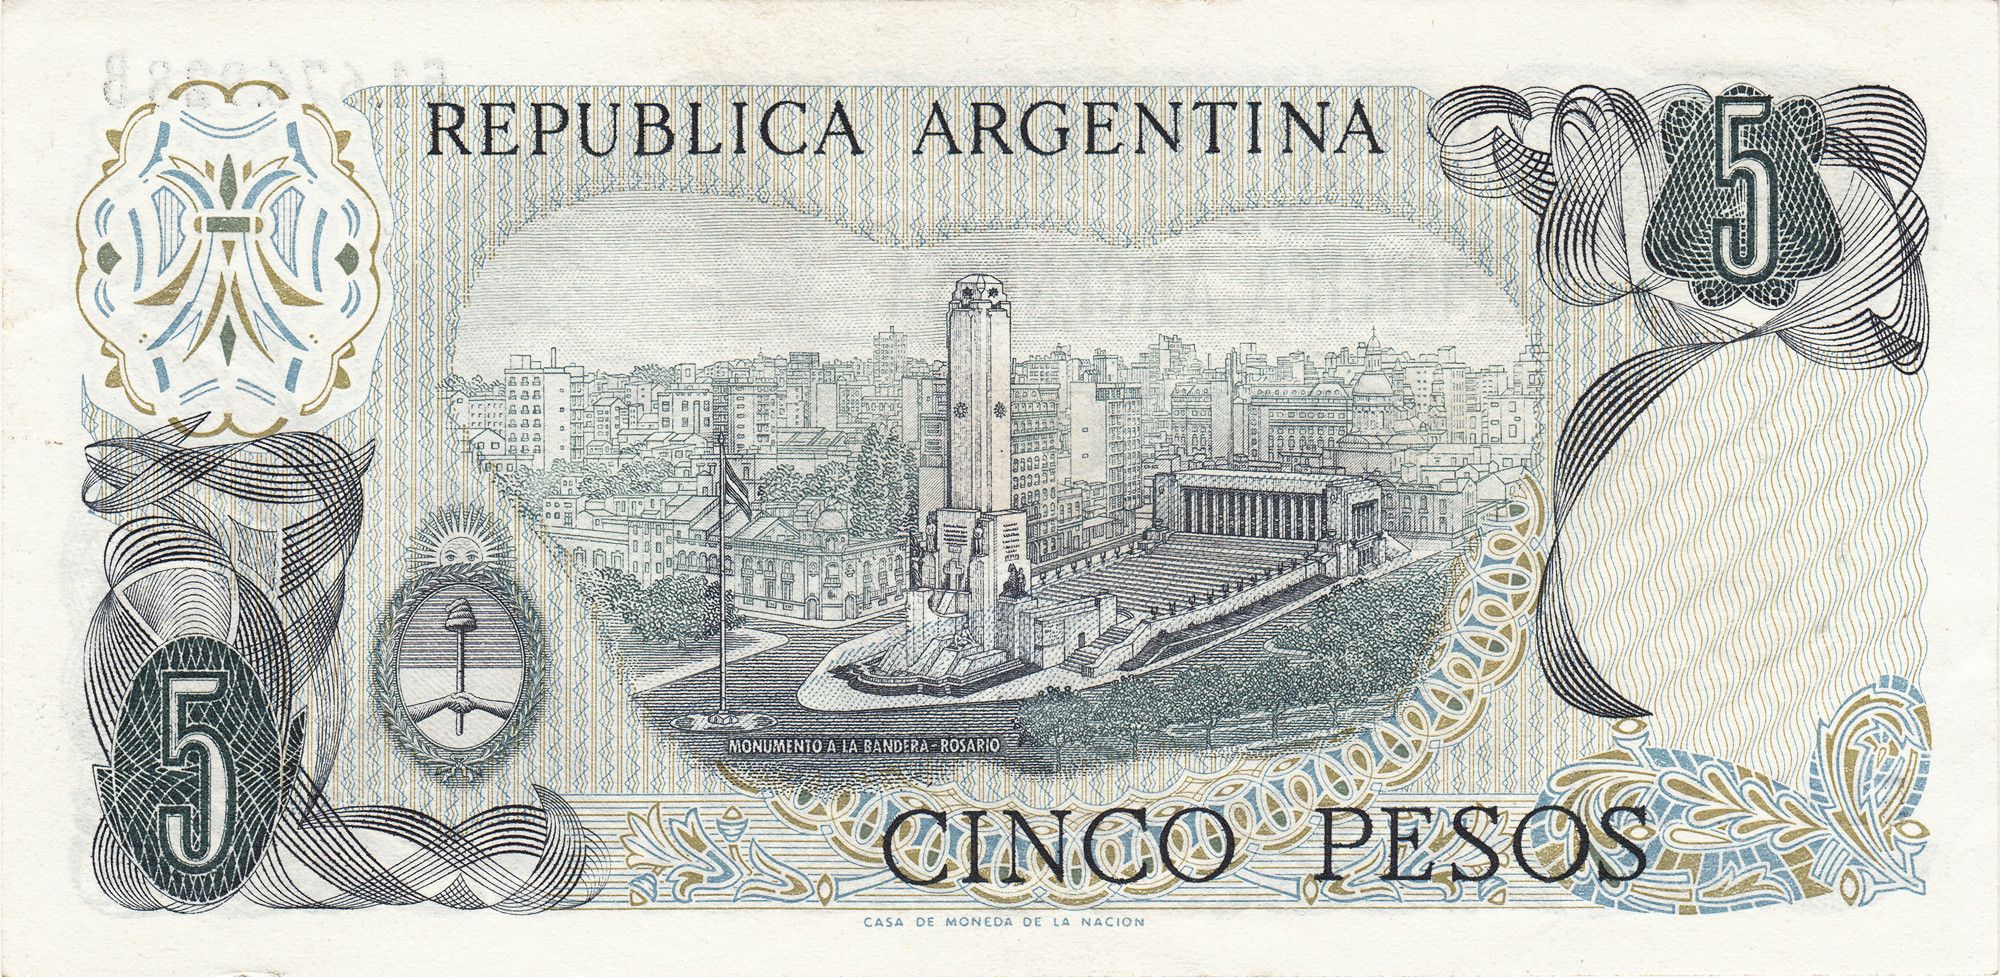 REPUBLICA ARGENTINA
5
5
MONUMENTO A LA BANDERA - ROSARIO
CINCO PESOS
CASA DE MONEDA DE LA NACION